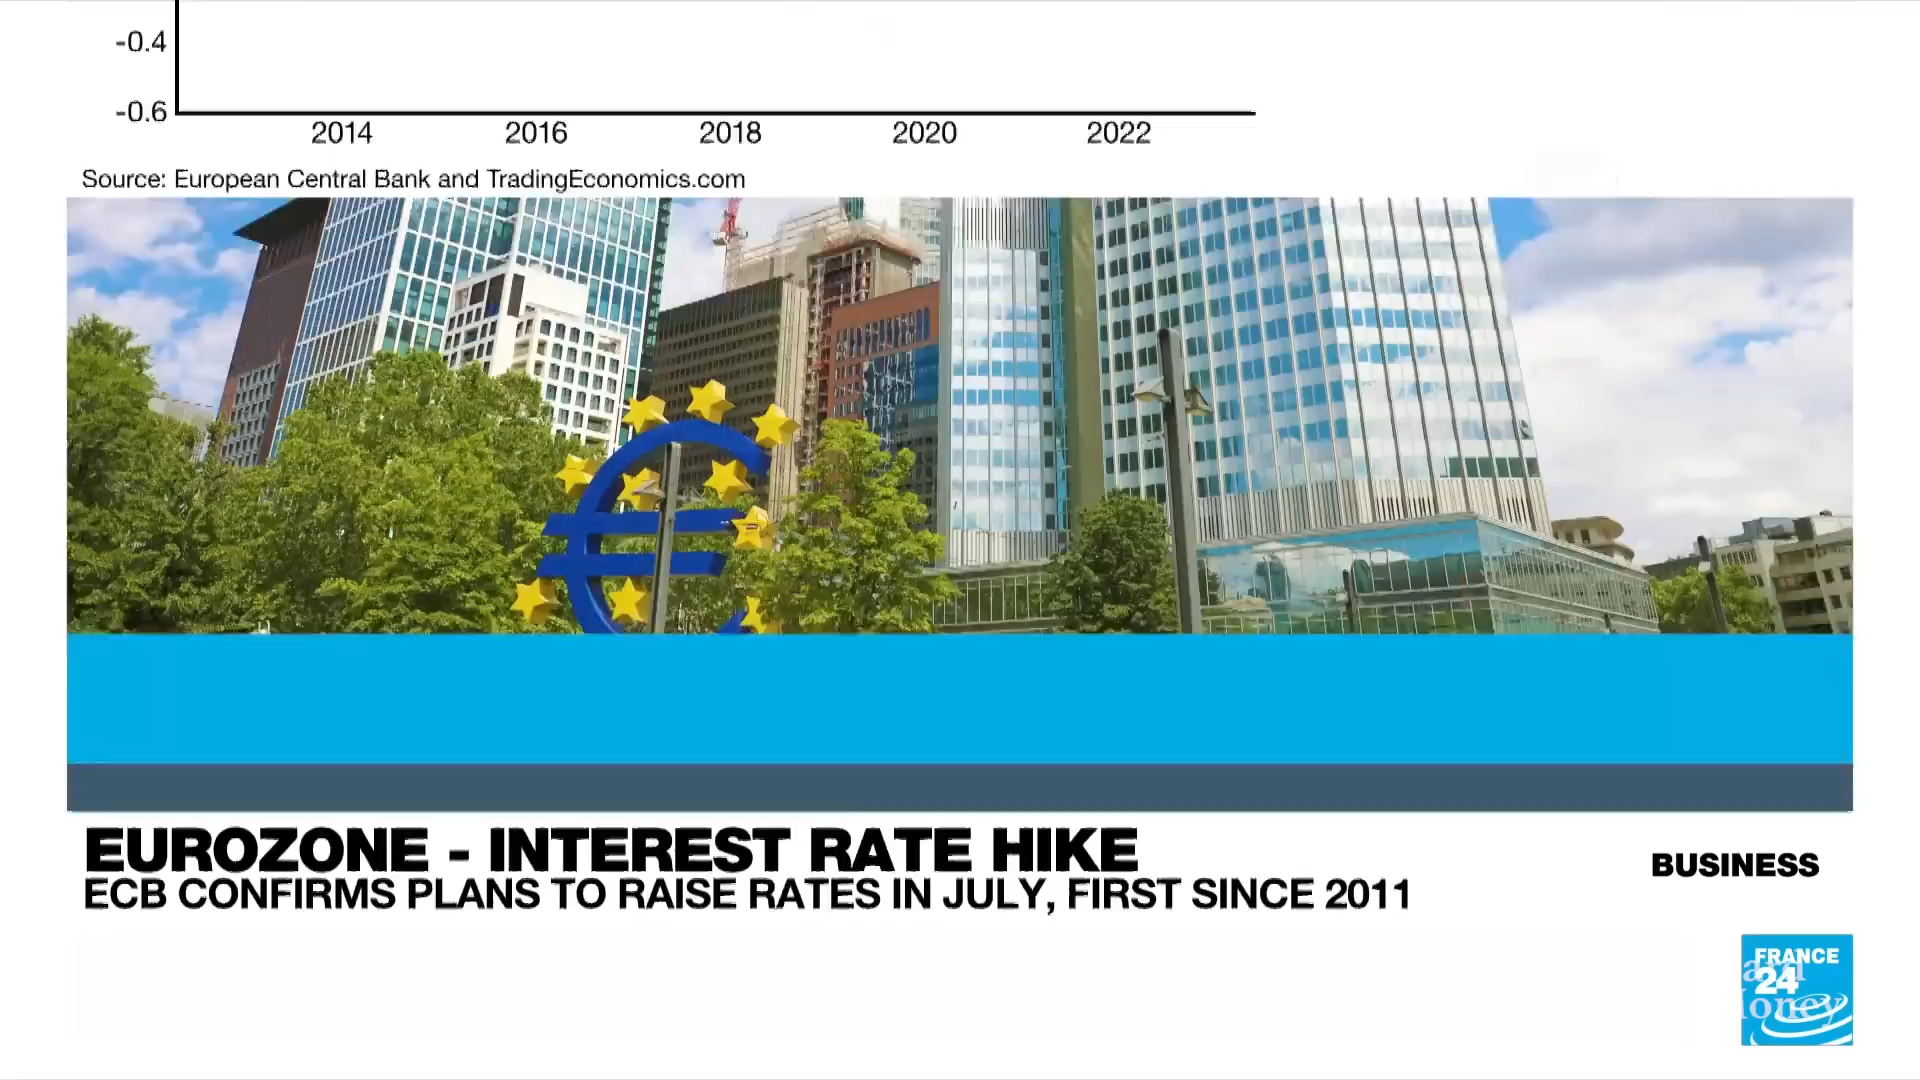 -0.4
-0.6
2014 2016 2018 2020 2022
Source: European Central Bank and TradingEconomics.com
EUROZONE - INTEREST RATE HIKE
ECB CONFIRMS PLANS TO RAISE RATES IN JULY, FIRST SINCE 2011
BUSINESS
FRANCE
24